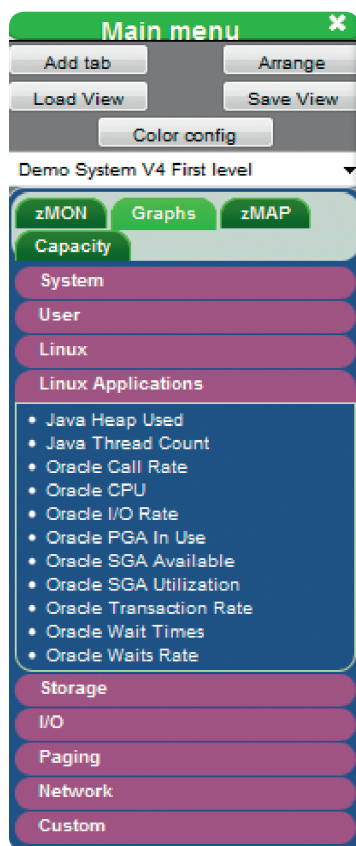 Main menu ×
Add tab Arrange
Load View Save View
Color config
Demo System V4 First level
zMON Graphs zMAP
Capacity
System
User
Linux
Linux Applications
• Java Heap Used
• Java Thread Count
• Oracle Call Rate
• Oracle CPU
• Oracle I/O Rate
• Oracle PGA In Use
• Oracle SGA Available
• Oracle SGA Utilization
• Oracle Transaction Rate
• Oracle Wait Times
• Oracle Waits Rate
Storage
I/O
Paging
Network
Custom